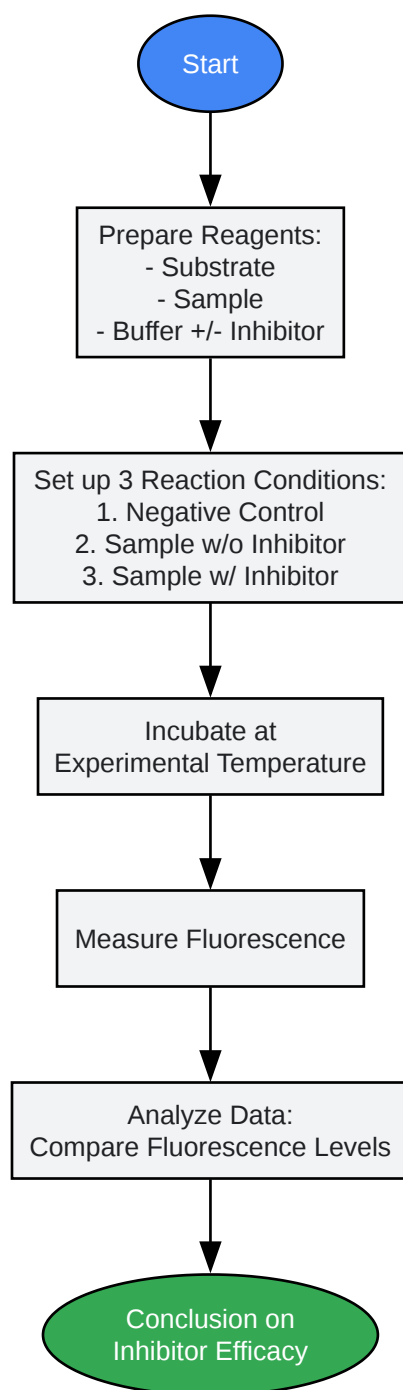 Start
Prepare Reagents:
- Substrate
- Sample
- Buffer +/- Inhibitor
Set up 3 Reaction Conditions:
1. Negative Control
2. Sample w/o Inhibitor
3. Sample w/ Inhibitor
Incubate at
Experimental Temperature
Measure Fluorescence
Analyze Data:
Compare Fluorescence Levels
Conclusion on
Inhibitor Efficacy